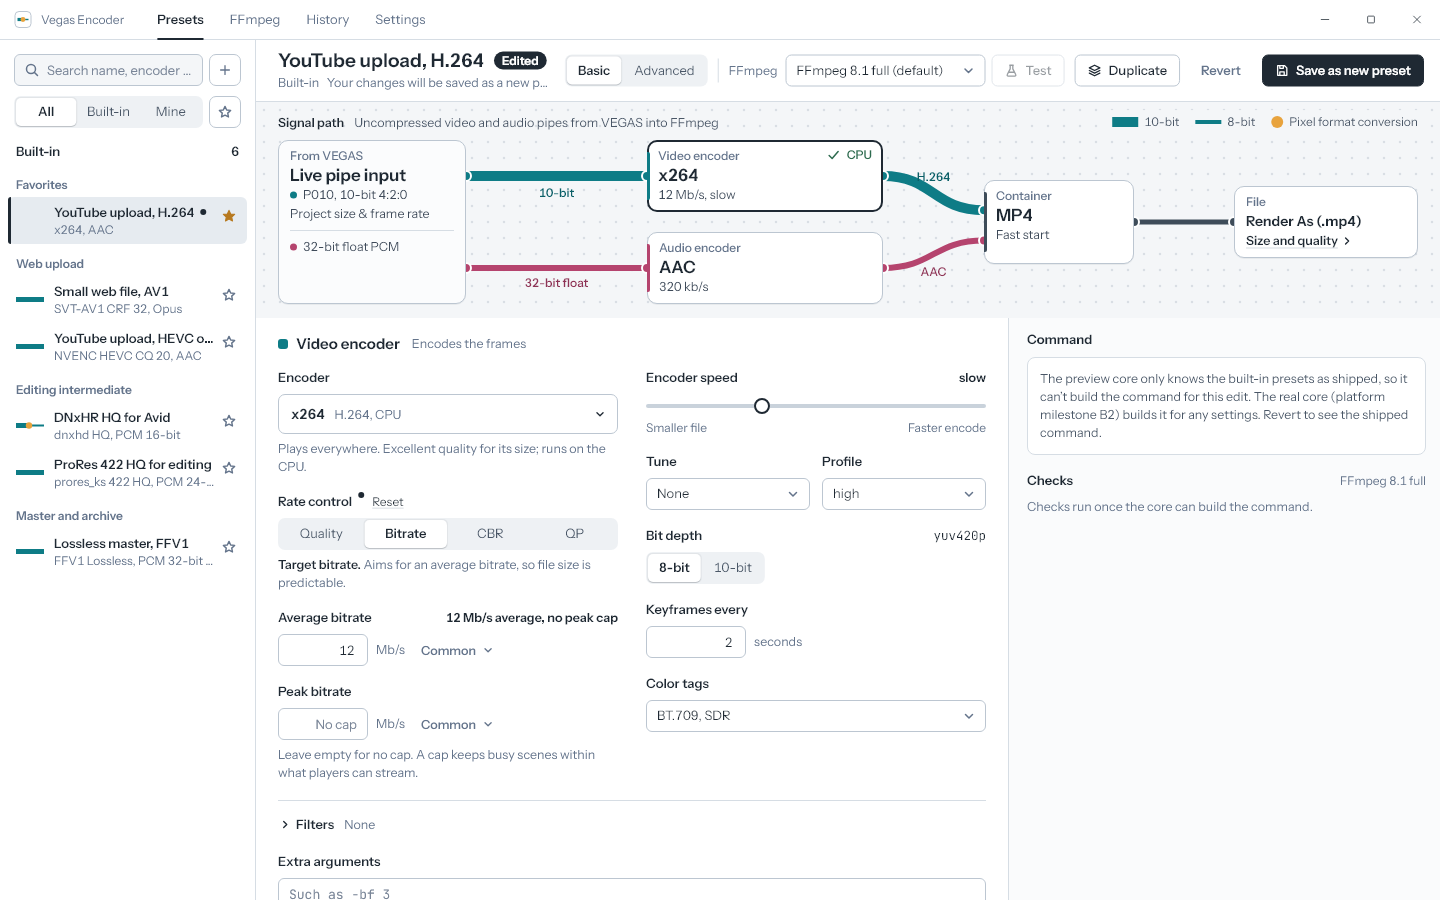 Vegas Encoder
Presets
FFmpeg
History
Settings
Search name, encoder ...
All
Built-in
Mine
Built-in
6
Favorites
YouTube upload, H.264
x264, AAC
Web upload
Small web file, AV1
SVT-AV1 CRF 32, Opus
YouTube upload, HEVC o...
NVENC HEVC CQ 20, AAC
Editing intermediate
DNxHR HQ for Avid
dnxhd HQ, PCM 16-bit
ProRes 422 HQ for editing
prores_ks 422 HQ, PCM 24-...
Master and archive
Lossless master, FFV1
FFV1 Lossless, PCM 32-bit ...
YouTube upload, H.264
Edited
Built-in Your changes will be saved as a new p...
Basic
Advanced
FFmpeg
FFmpeg 8.1 full (default)
Test
Duplicate
Revert
Save as new preset
Signal path
Uncompressed video and audio pipes from VEGAS into FFmpeg
10-bit
8-bit
Pixel format conversion
From VEGAS
Live pipe input
P010, 10-bit 4:2:0
Project size & frame rate
32-bit float PCM
10-bit
32-bit float
Video encoder
CPU
x264
12 Mb/s, slow
Audio encoder
AAC
320 kb/s
H.264
AAC
Container
MP4
Fast start
File
Render As (.mp4)
Size and quality
Video encoder
Encodes the frames
Encoder
x264 H.264, CPU
Plays everywhere. Excellent quality for its size; runs on the
CPU.
Rate control
Reset
Quality
Bitrate
CBR
QP
Target bitrate. Aims for an average bitrate, so file size is
predictable.
Average bitrate
12 Mb/s average, no peak cap
12
Mb/s
Common
Peak bitrate
No cap
Mb/s
Common
Leave empty for no cap. A cap keeps busy scenes within
what players can stream.
Encoder speed
slow
Smaller file
Faster encode
Tune
None
Profile
high
Bit depth
yuv420p
8-bit
10-bit
Keyframes every
2
seconds
Color tags
BT.709, SDR
Filters
None
Extra arguments
Such as -bf 3
Command
The preview core only knows the built-in presets as shipped, so it
can't build the command for this edit. The real core (platform
milestone B2) builds it for any settings. Revert to see the shipped
command.
Checks
FFmpeg 8.1 full
Checks run once the core can build the command.